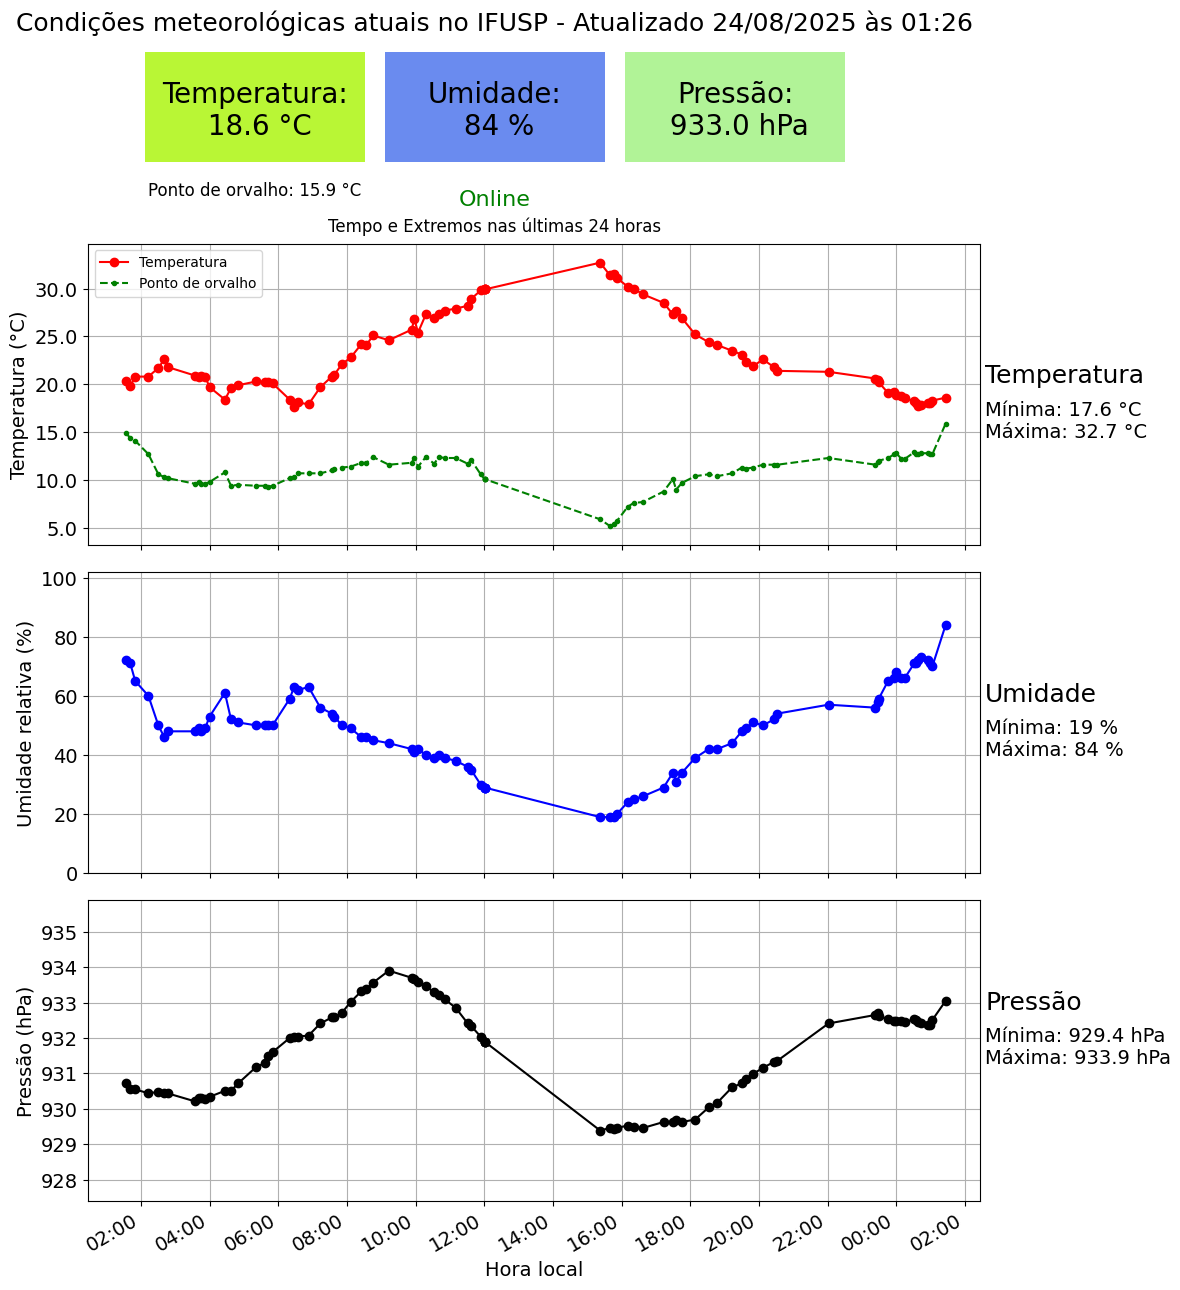 Condições meteorológicas atuais no IFUSP - Atualizado 24/08/2025 às 01:26
Temperatura:
18.6 °C
Umidade:
84 %
Pressão:
933.0 hPa
Ponto de orvalho: 15.9 °C
Online
Tempo e Extremos nas últimas 24 horas
Temperatura
Ponto de orvalho
Temperatura (°C)
30.0
25.0
20.0
15.0
10.0
5.0
Temperatura
Mínima: 17.6 °C
Máxima: 32.7 °C
Umidade relativa (%)
100
80
60
40
20
0
Umidade
Mínima: 19 %
Máxima: 84 %
Pressão (hPa)
935
934
933
932
931
930
929
928
Pressão
Mínima: 929.4 hPa
Máxima: 933.9 hPa
02:00
04:00
06:00
08:00
10:00
12:00
14:00
16:00
18:00
20:00
22:00
00:00
02:00
Hora local